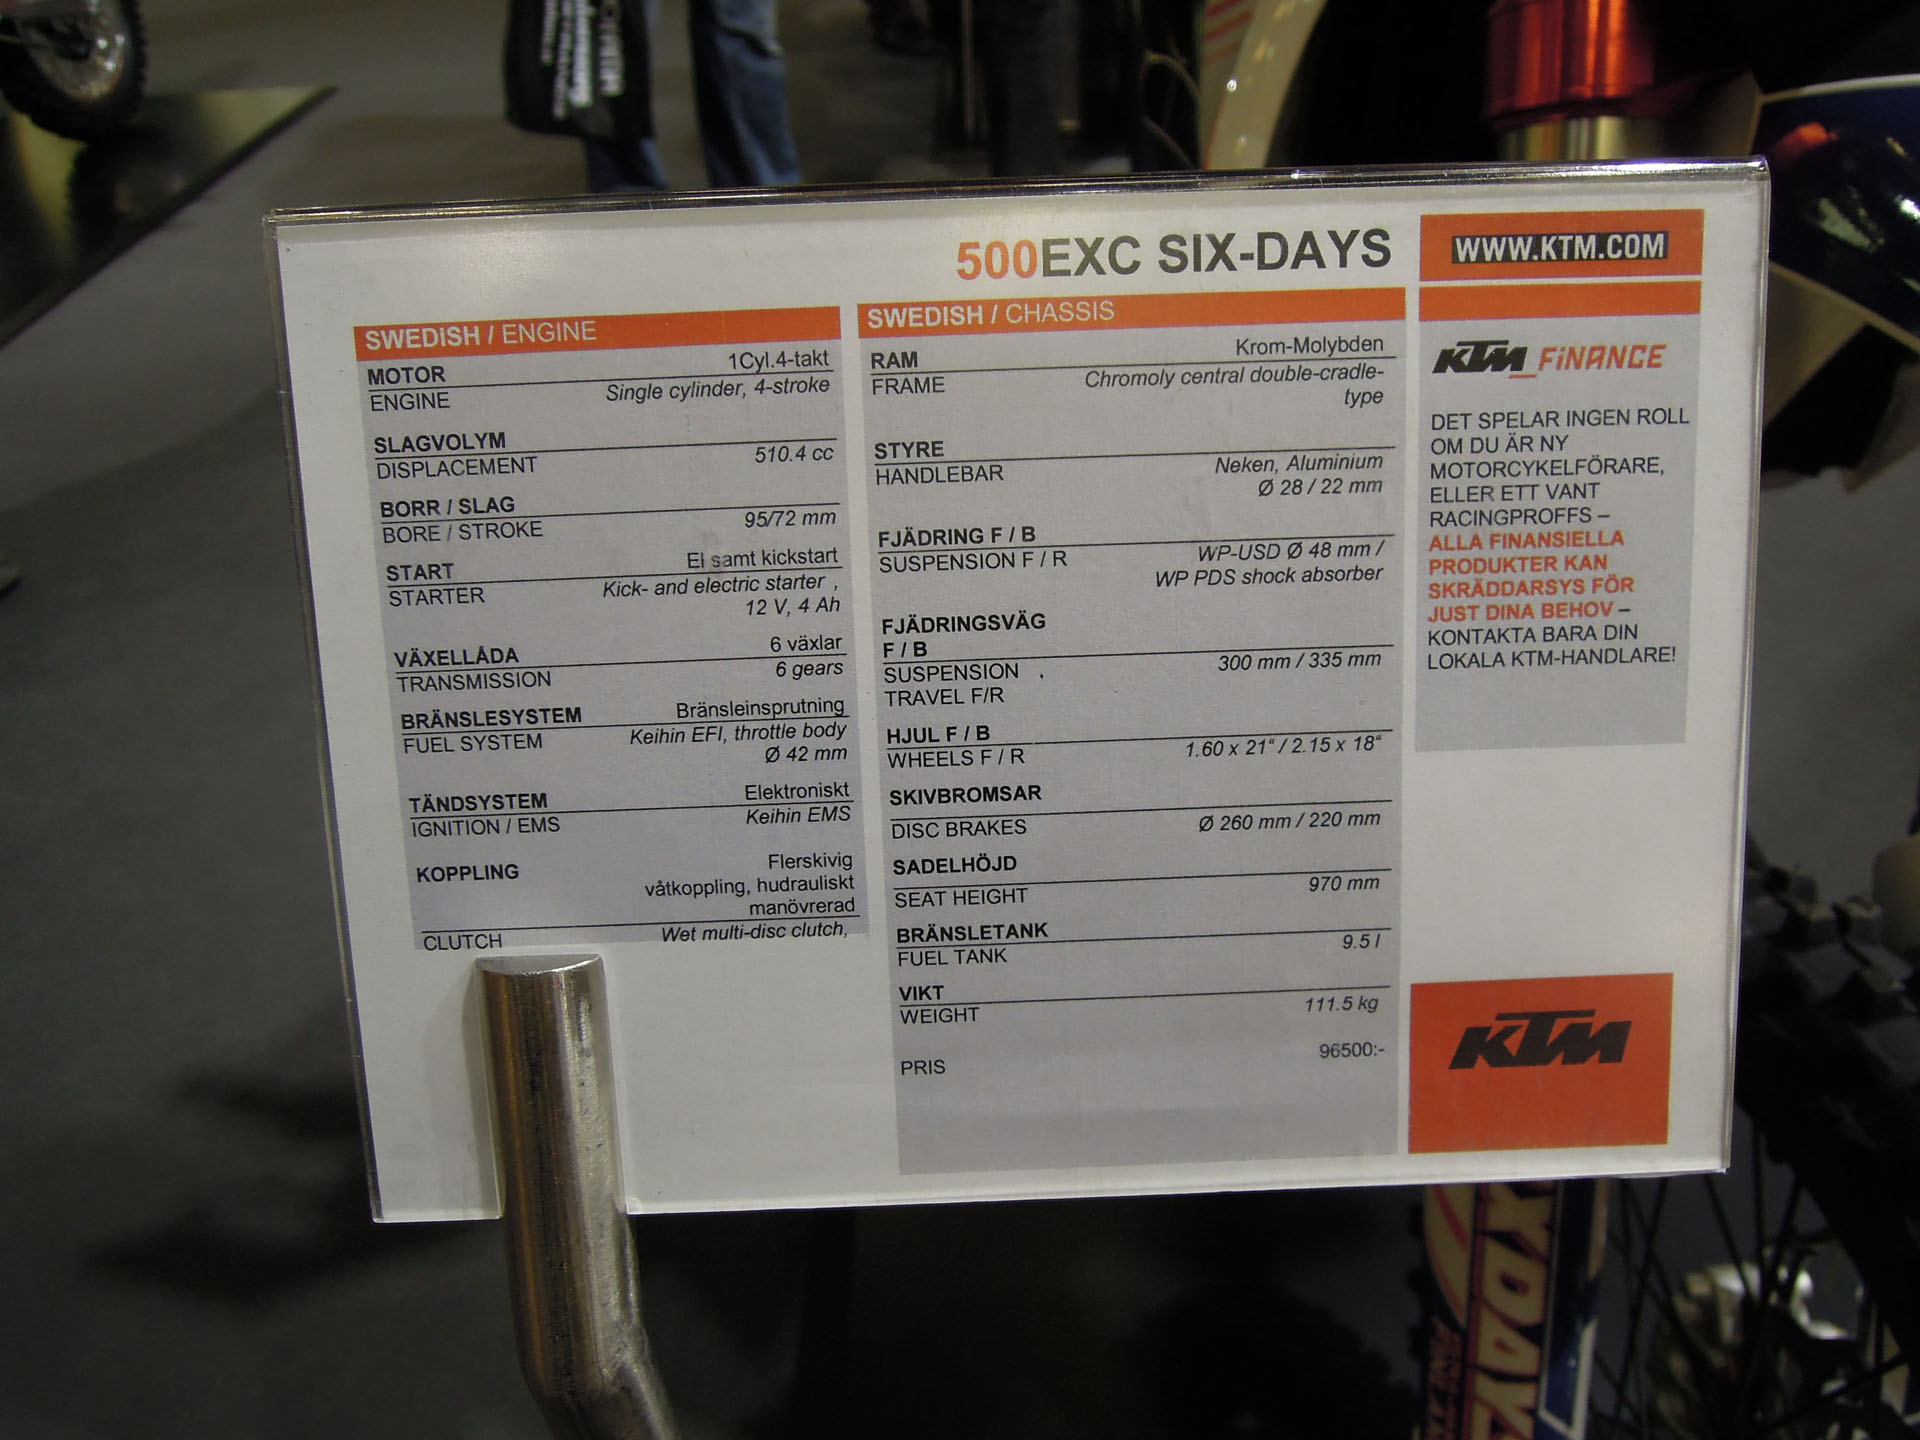 500EXC SIX-DAYS
WWW.KTM.COM
SWEDISH / ENGINE
MOTOR 1Cyl.4-takt
ENGINE Single cylinder, 4-stroke
SLAGVOLYM
DISPLACEMENT 510.4 cc
BORR / SLAG
BORE / STROKE 95/72 mm
START El samt kickstart
STARTER Kick- and electric starter ,
12 V, 4 Ah
VÄXELLÅDA 6 växlar
TRANSMISSION 6 gears
BRÄNSLESYSTEM Bränsleinsprutning
FUEL SYSTEM Keihin EFI, throttle body
Ø 42 mm
TÄNDSYSTEM Elektroniskt
IGNITION / EMS Keihin EMS
KOPPLING Flerskivig
våtkoppling, hudrauliskt
manövrerad
CLUTCH Wet multi-disc clutch,
SWEDISH / CHASSIS
RAM Krom-Molybden
FRAME Chromoly central double-cradle-
type
STYRE
HANDLEBAR Neken, Aluminium
Ø 28 / 22 mm
FJÄDRING F / B
SUSPENSION F / R WP-USD Ø 48 mm /
WP PDS shock absorber
FJÄDRINGSVÄG
F / B
SUSPENSION 300 mm / 335 mm
TRAVEL F/R
HJUL F / B
WHEELS F / R 1.60 x 21“ / 2.15 x 18“
SKIVBROMSAR
DISC BRAKES Ø 260 mm / 220 mm
SADELHÖJD
SEAT HEIGHT 970 mm
BRÄNSLETANK
FUEL TANK 9.5 l
VIKT
WEIGHT 111.5 kg
PRIS 96500:-
KTM FINANCE
DET SPELAR INGEN ROLL
OM DU ÄR NY
MOTORCYKELFÖRARE,
ELLER ETT VANT
RACINGPROFFS –
ALLA FINANSIELLA
PRODUKTER KAN
SKRÄDDARSYS FÖR
JUST DINA BEHOV –
KONTAKTA BARA DIN
LOKALA KTM-HANDLARE!
KTM